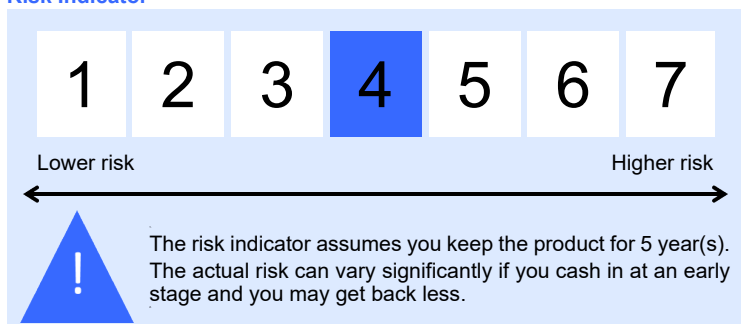 Risk Indicator
1 2 3 4 5 6 7
Lower risk Higher risk
!
The risk indicator assumes you keep the product for 5 year(s).
The actual risk can vary significantly if you cash in at an early
stage and you may get back less.